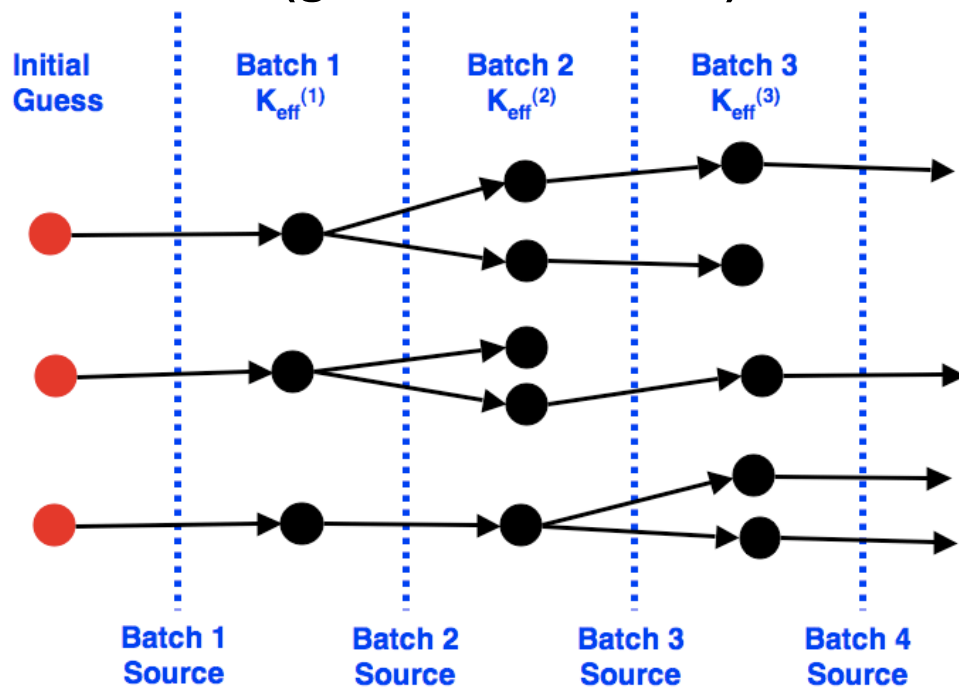 Initial
Guess
Batch 1
Keff(1)
Batch 2
Keff(2)
Batch 3
Keff(3)
Batch 1
Source
Batch 2
Source
Batch 3
Source
Batch 4
Source